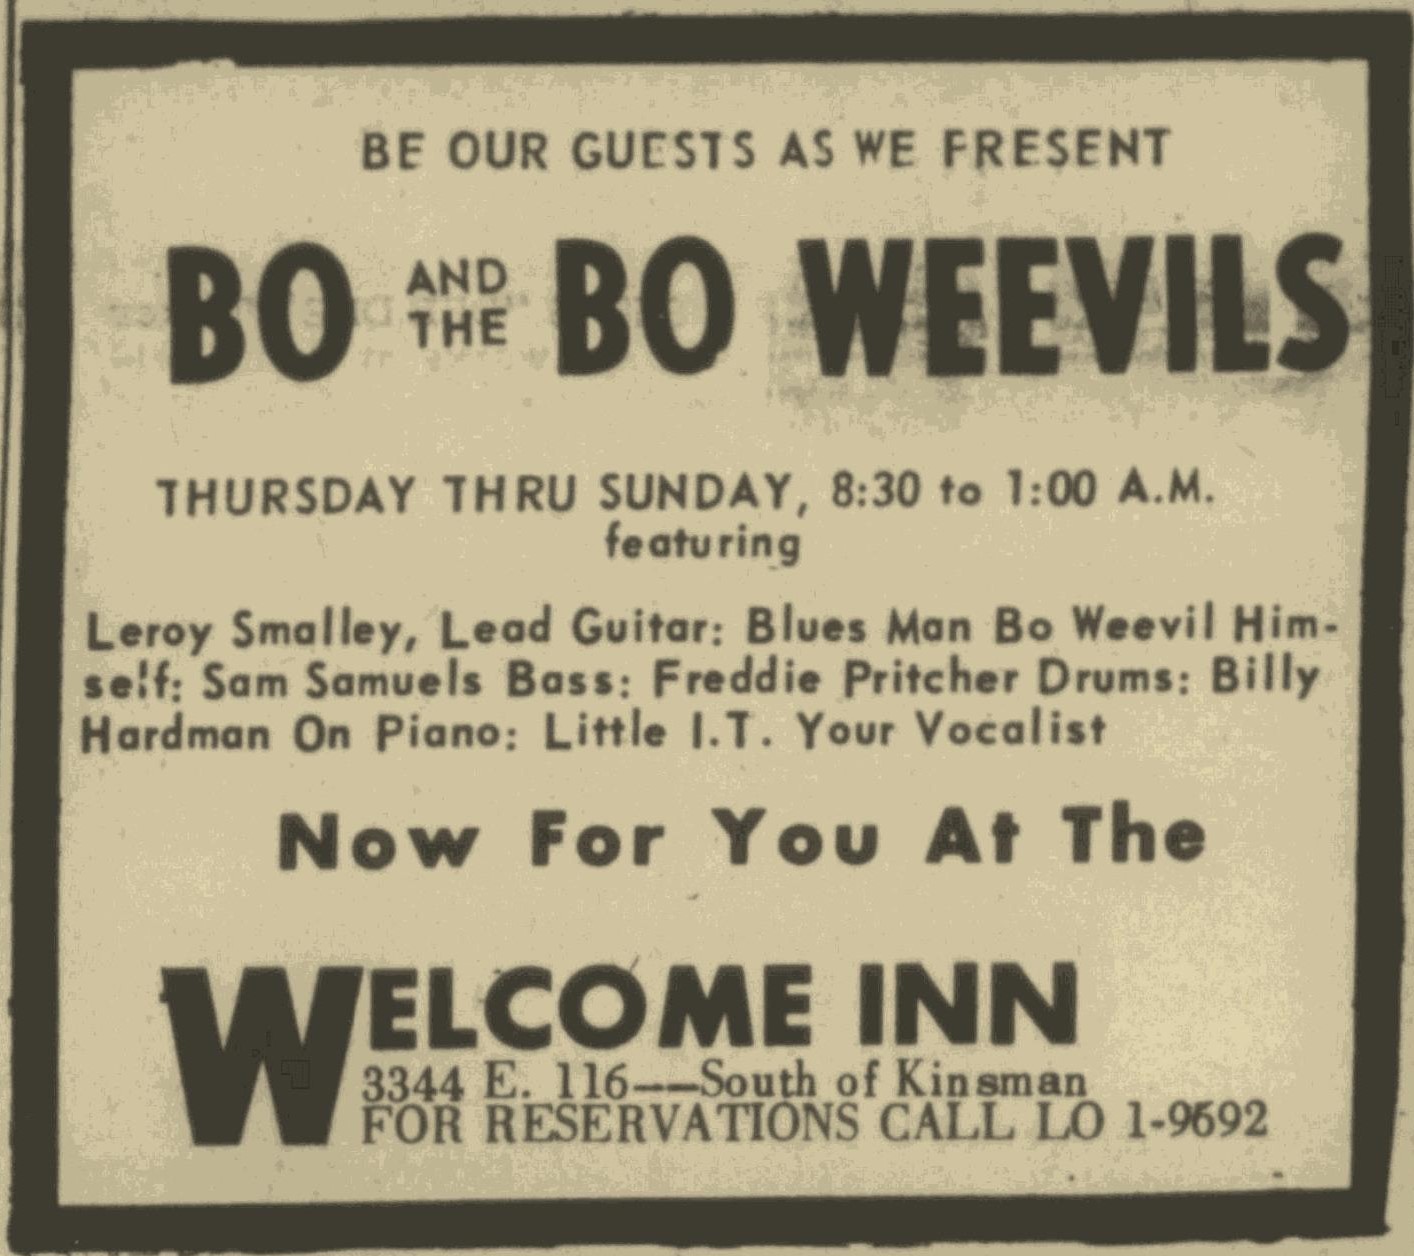 BE OUR GUESTS AS WE PRESENT
BO AND THE BO WEEVILS
THURSDAY THRU SUNDAY, 8:30 to 1:00 A.M.
featuring
Leroy Smalley, Lead Guitar: Blues Man Bo Weevil Him-
self: Sam Samuels Bass: Freddie Pritcher Drums: Billy
Hardman On Piano: Little I.T. Your Vocalist
Now For You At The
WELCOME INN
3344 E. 116——South of Kinsman
FOR RESERVATIONS CALL LO 1-9692